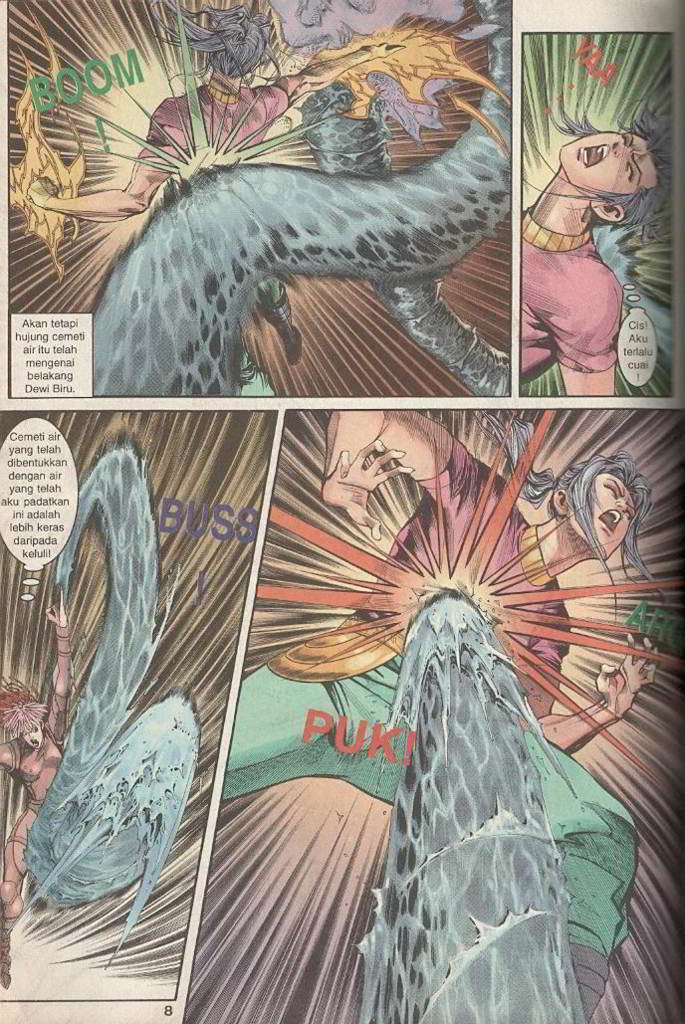 BOOM
!
Akan tetapi
hujung cemeti
air itu telah
mengenai
belakang
Dewi Biru.
YAA
Cis!
Aku
terlalu
cuai
!
Cemeti air
yang telah
dibentukkan
dengan air
yang telah
aku padatkan
ini adalah
lebih keras
daripada
keluli!
BUSS
!
PUK!
8